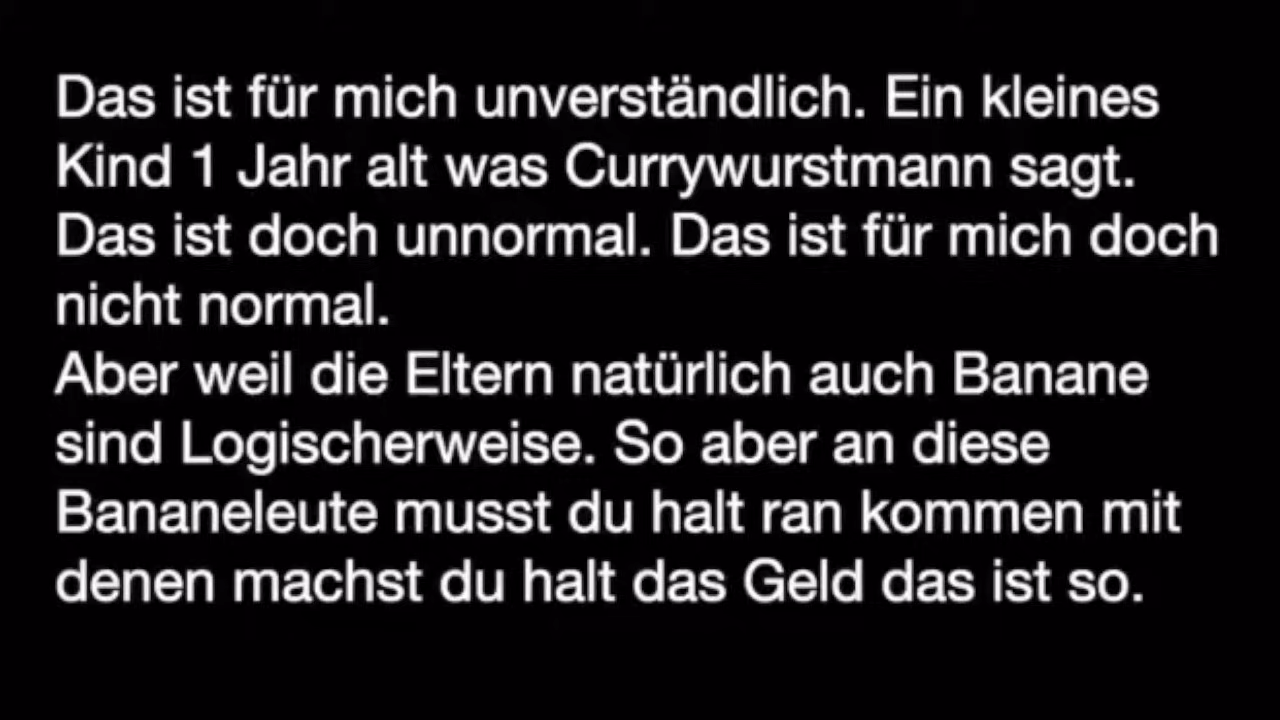 Das ist für mich unverständlich. Ein kleines
Kind 1 Jahr alt was Currywurstmann sagt.
Das ist doch unnormal. Das ist für mich doch
nicht normal.
Aber weil die Eltern natürlich auch Banane
sind Logischerweise. So aber an diese
Bananeleute musst du halt ran kommen mit
denen machst du halt das Geld das ist so.